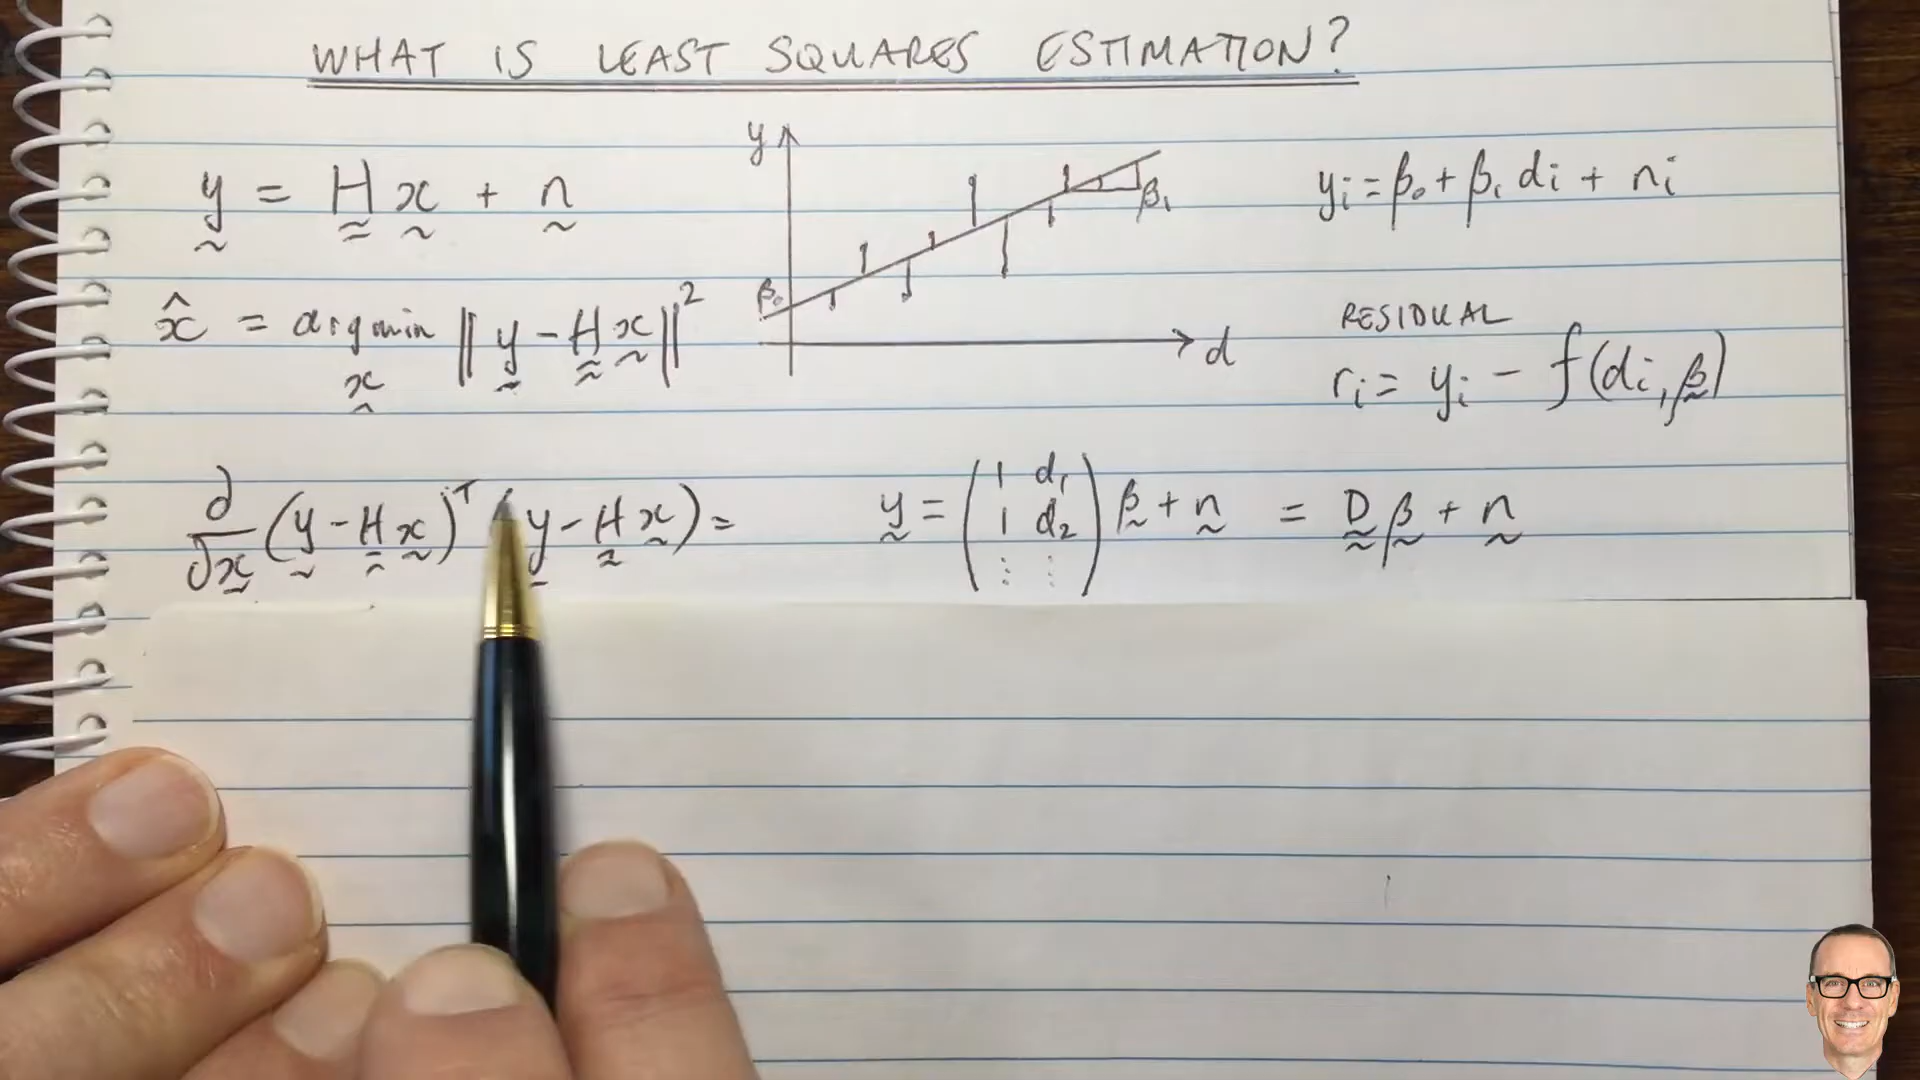 WHAT IS LEAST SQUARES ESTIMATION?
y = H x + n
y
β₀
β₁
d
yᵢ = β₀ + β₁ dᵢ + nᵢ
x̂ = argmin ‖ y − H x ‖²
x
RESIDUAL
rᵢ = yᵢ − f(dᵢ, β)
∂/∂x (y − H x)ᵀ (y − H x) =
y = ( 1 d₁
1 d₂
⋮ ⋮ ) β + n = D β + n